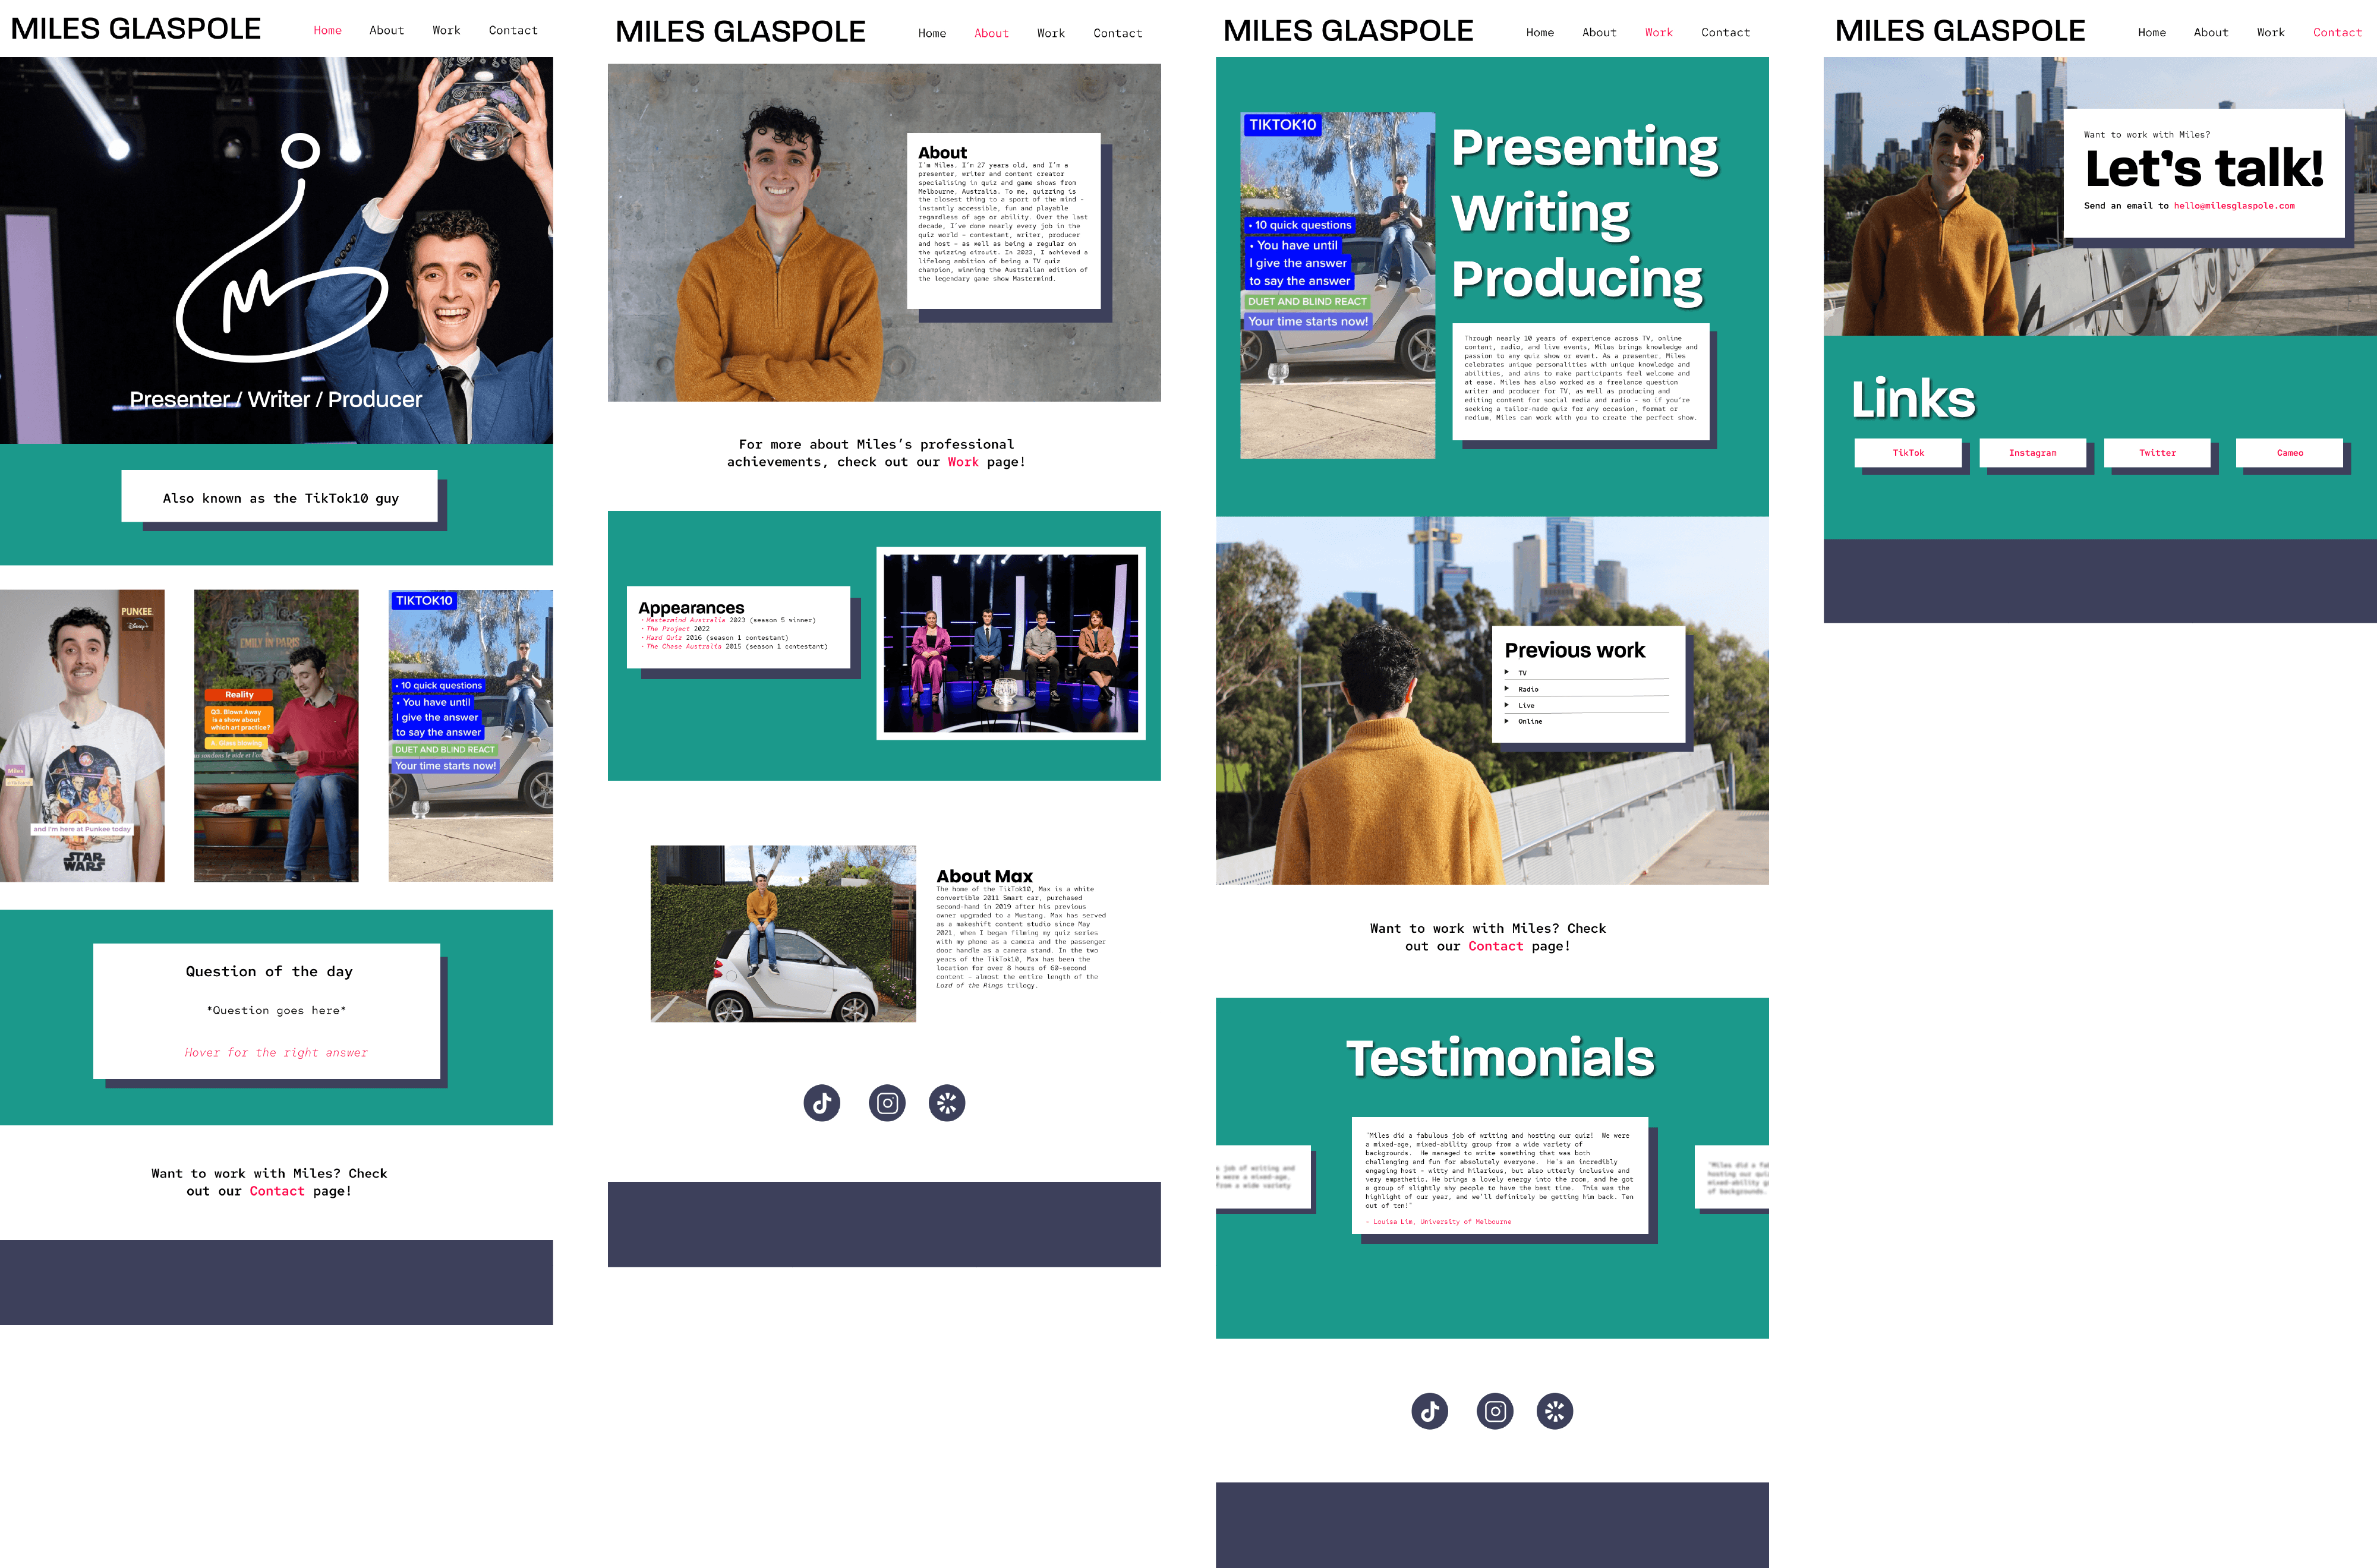 MILES GLASPOLE
Home About Work Contact
Presenter / Writer / Producer
Also known as the TikTok10 guy
PUNKEE.
Disney+
Miles
and I'm here at Punkee today
STAR
WARS
EMILY IN PARIS
Reality
Q3. Blown Away
is a show about
which art practice?
A. Glass blowing
TIKTOK10
• 10 quick questions
• You have until
I give the answer
to say the answer
DUET AND BLIND REACT
Your time starts now!
Question of the day
*Question goes here*
Hover for the right answer
Want to work with Miles? Check
out our Contact page!
MILES GLASPOLE
Home About Work Contact
About
I'm Miles, I'm 27 years old, and I'm a
presenter, writer and content creator
specialising in quiz and game shows from
Melbourne, Australia. To me, quizzing is
the closest thing to a sport of the mind –
instantly accessible, fun and playable
regardless of age or ability. Over the last
decade, I've done nearly every job in the
quiz world – contestant, writer, producer
and host – as well as being a regular on
the quizzing circuit. In 2023, I achieved a
lifelong ambition of being a TV quiz
champion, winning the Australian edition of
the legendary game show Mastermind.
For more about Miles's professional
achievements, check out our Work page!
Appearances
• Mastermind Australia 2023 (season 5 winner)
• The Project 2022
• Hard Quiz 2016 (season 1 contestant)
• The Chase Australia 2015 (season 1 contestant)
About Max
The home of the TikTok10, Max is a white
convertible 2011 Smart car, purchased
second-hand in 2019 after his previous
owner upgraded to a Mustang. Max has served
as a makeshift content studio since May
2021, when I began filming my quiz series
with my phone as a camera and the passenger
door handle as a camera stand. In the two
years of the TikTok10, Max has been the
location for over 8 hours of 60-second
content – almost the entire length of the
Lord of the Rings trilogy.
MILES GLASPOLE
Home About Work Contact
TIKTOK10
• 10 quick questions
• You have until
I give the answer
to say the answer
DUET AND BLIND REACT
Your time starts now!
Presenting
Writing
Producing
Through nearly 10 years of experience across TV, online
content, radio, and live events, Miles brings knowledge and
passion to any quiz show or event. As a presenter, Miles
celebrates unique personalities with unique knowledge and
abilities, and aims to make participants feel welcome and
at ease. Miles has also worked as a freelance question
writer and producer for TV, as well as producing and
editing content for social media and radio – so if you're
seeking a tailor-made quiz for any occasion, format or
medium, Miles can work with you to create the perfect show.
Previous work
TV
Radio
Live
Online
Want to work with Miles? Check
out our Contact page!
Testimonials
job of writing and
were a mixed-age,
from a wide variety
"Miles did a fabulous job of writing and hosting our quiz!  We were
a mixed-age, mixed-ability group from a wide variety of
backgrounds.  He managed to write something that was both
challenging and fun for absolutely everyone.  He's an incredibly
engaging host – witty and hilarious, but also utterly inclusive and
very empathetic. He brings a lovely energy into the room, and he got
a group of slightly shy people to have the best time.  This was the
highlight of our year, and we'll definitely be getting him back. Ten
out of ten!"
– Louisa Lim, University of Melbourne
"Miles did a fa
hosting our qui
mixed-ability g
of backgrounds.
MILES GLASPOLE
Home About Work Contact
Want to work with Miles?
Let's talk!
Send an email to hello@milesglaspole.com
Links
TikTok Instagram Twitter Cameo